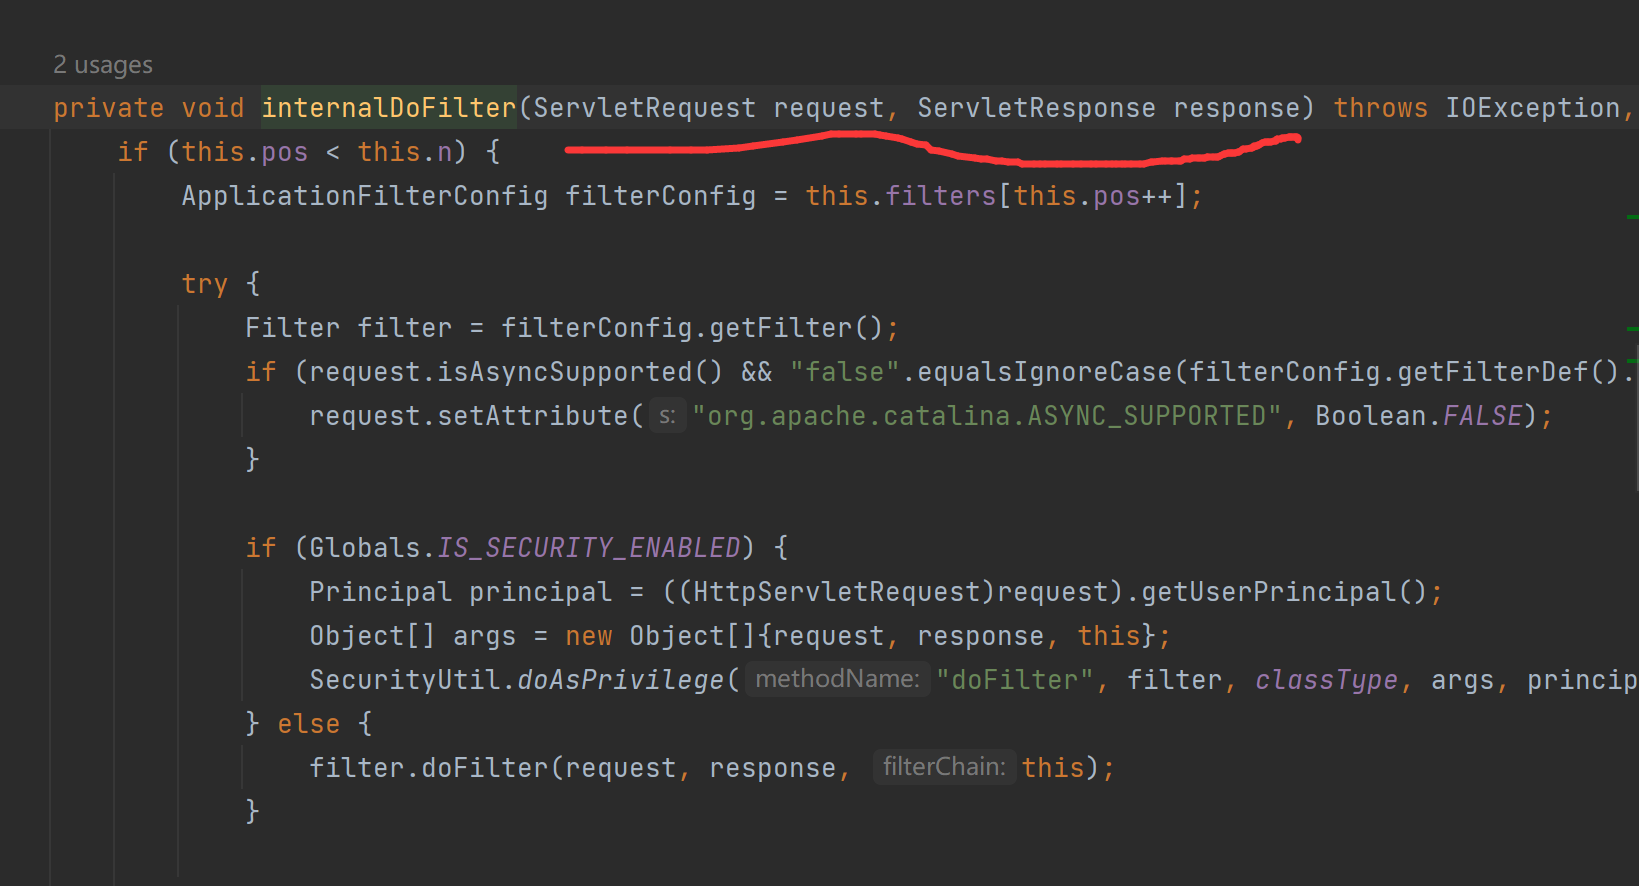 2 usages
private void internalDoFilter(ServletRequest request, ServletResponse response) throws IOException,
if (this.pos < this.n) {
ApplicationFilterConfig filterConfig = this.filters[this.pos++];
try {
Filter filter = filterConfig.getFilter();
if (request.isAsyncSupported() && "false".equalsIgnoreCase(filterConfig.getFilterDef().
request.setAttribute( s: "org.apache.catalina.ASYNC_SUPPORTED", Boolean.FALSE);
}
if (Globals.IS_SECURITY_ENABLED) {
Principal principal = ((HttpServletRequest)request).getUserPrincipal();
Object[] args = new Object[]{request, response, this};
SecurityUtil.doAsPrivilege( methodName: "doFilter", filter, classType, args, princip
} else {
filter.doFilter(request, response, filterChain: this);
}